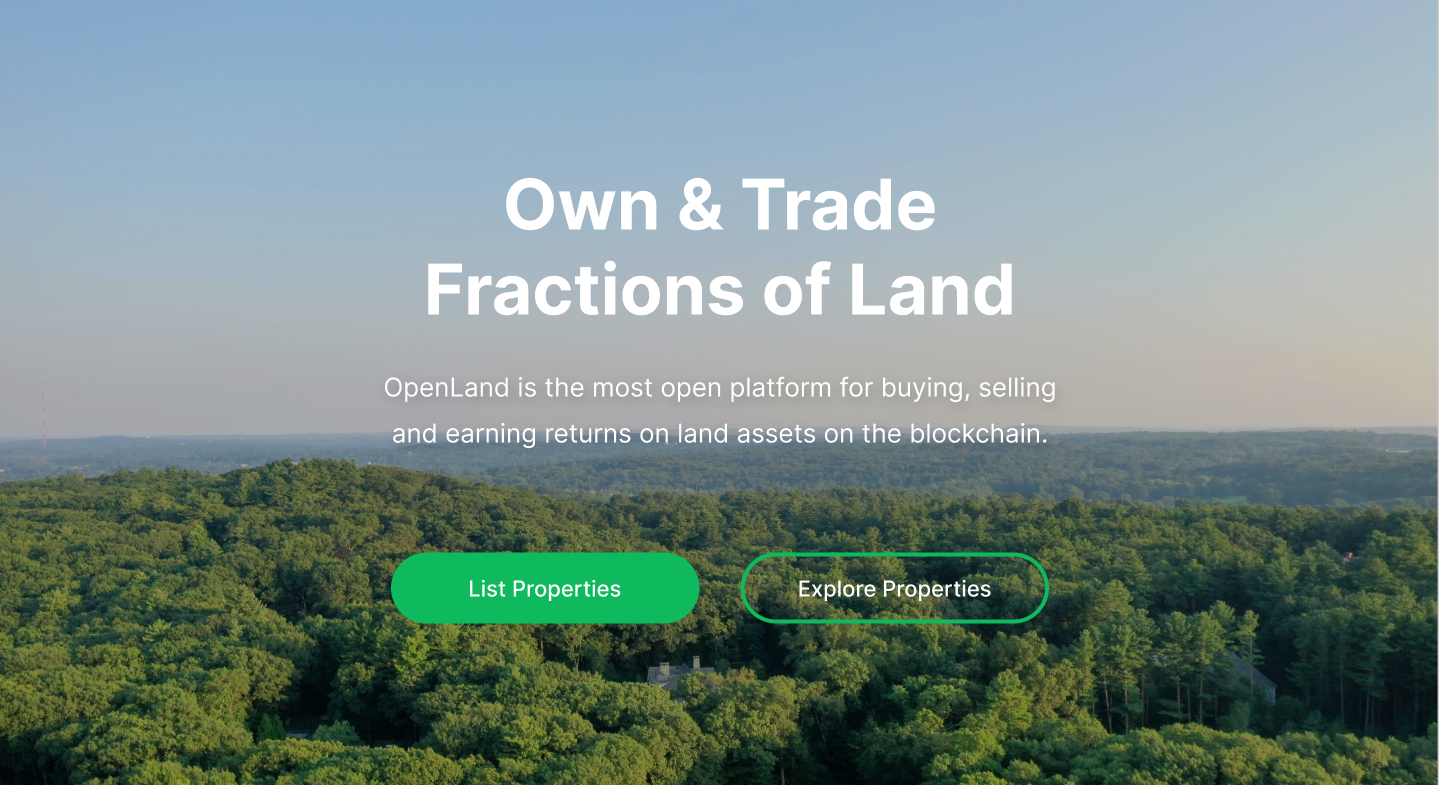 Own & Trade
Fractions of Land
OpenLand is the most open platform for buying, selling
and earning returns on land assets on the blockchain.
List Properties
Explore Properties